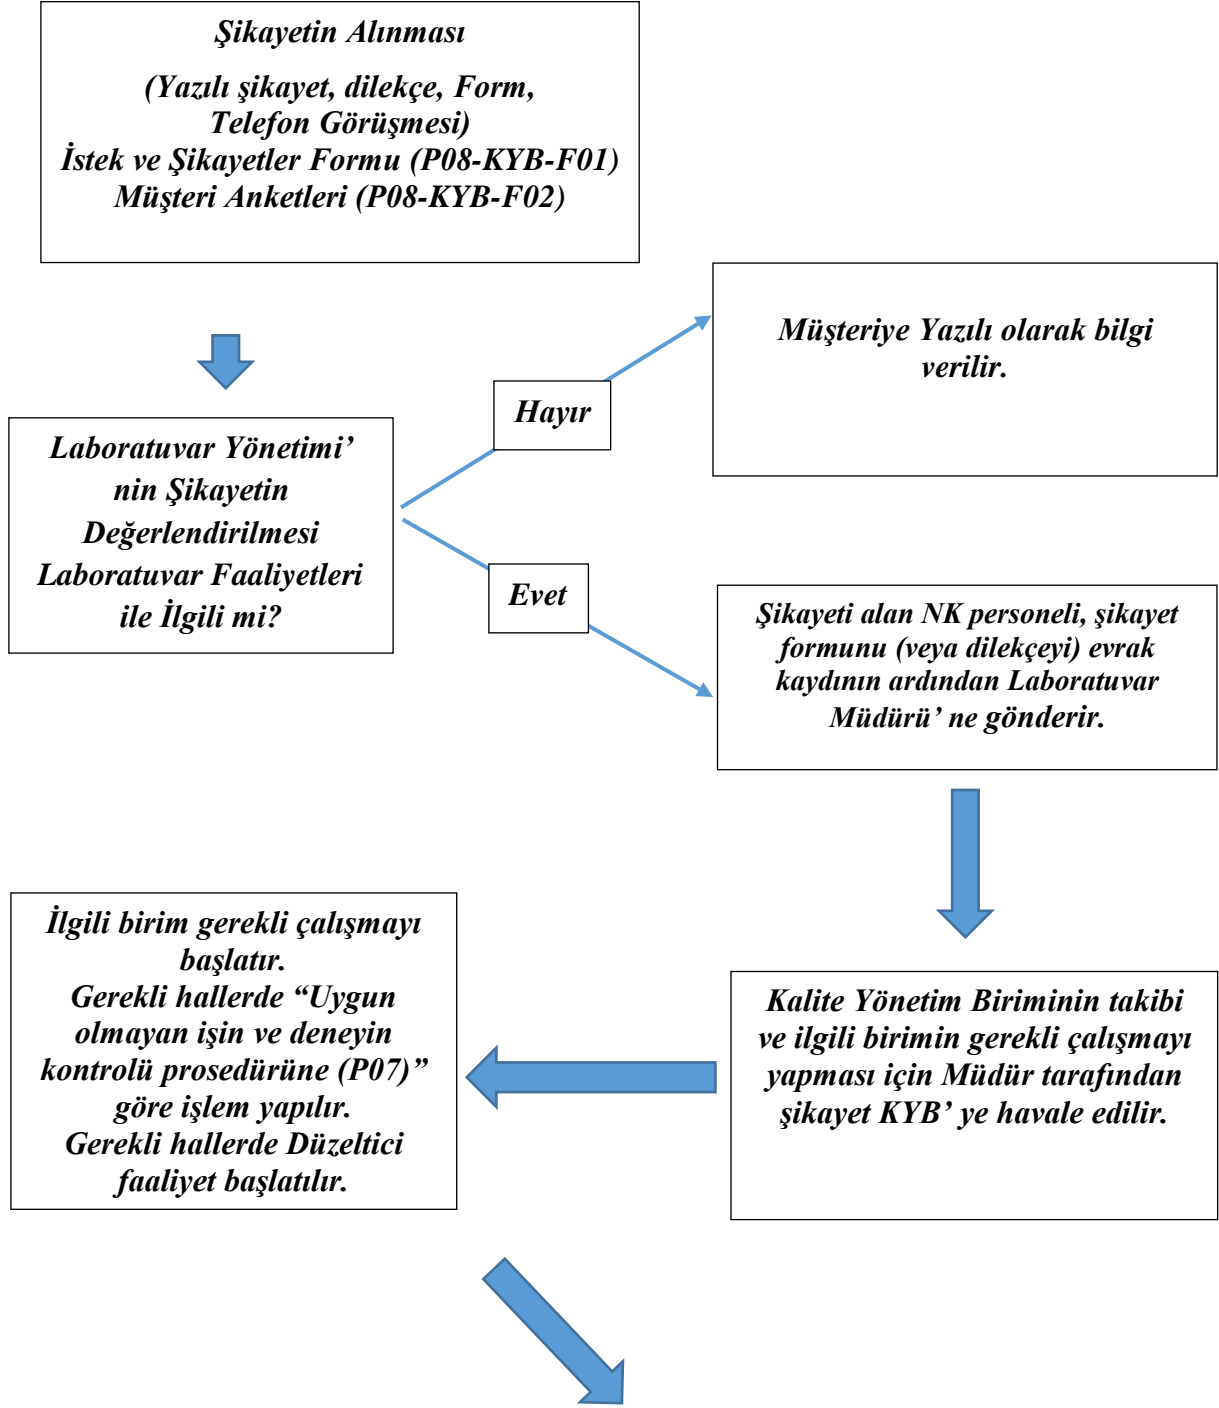 Şikayetin Alınması
(Yazılı şikayet, dilekçe, Form,
Telefon Görüşmesi)
İstek ve Şikayetler Formu (P08-KYB-F01)
Müşteri Anketleri (P08-KYB-F02)
Müşteriye Yazılı olarak bilgi
verilir.
Hayır
Laboratuvar Yönetimi’
nin Şikayetin
Değerlendirilmesi
Laboratuvar Faaliyetleri
ile İlgili mi?
Evet
Şikayeti alan NK personeli, şikayet
formunu (veya dilekçeyi) evrak
kaydının ardından Laboratuvar
Müdürü’ ne gönderir.
İlgili birim gerekli çalışmayı
başlatır.
Gerekli hallerde “Uygun
olmayan işin ve deneyin
kontrolü prosedürüne (P07)”
göre işlem yapılır.
Gerekli hallerde Düzeltici
faaliyet başlatılır.
Kalite Yönetim Biriminin takibi
ve ilgili birimin gerekli çalışmayı
yapması için Müdür tarafından
şikayet KYB’ ye havale edilir.